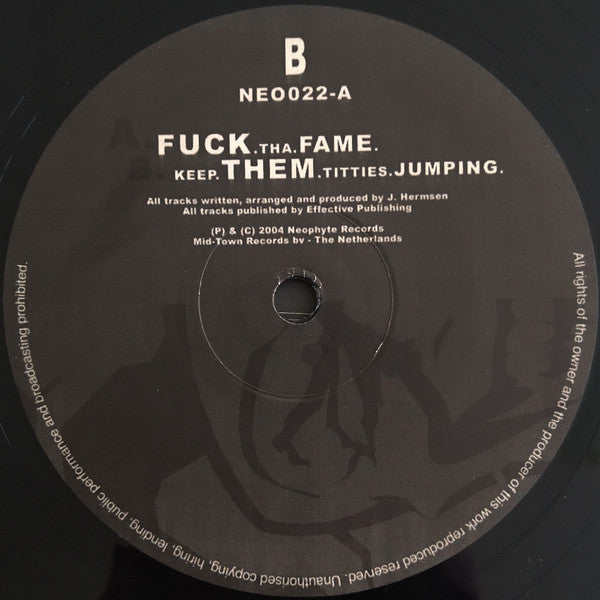 B
NEO022-A
FUCK.THA.FAME.
KEEP.THEM.TITTIES.JUMPING.
All tracks written, arranged and produced by J. Hermsen
All tracks published by Effective Publishing
(P) & (C) 2004 Neophyte Records
Mid-Town Records bv - The Netherlands
All rights of the owner and the producer of this work reproduced reserved. Unauthorised copying, hiring, lending, public performance and broadcasting prohibited.